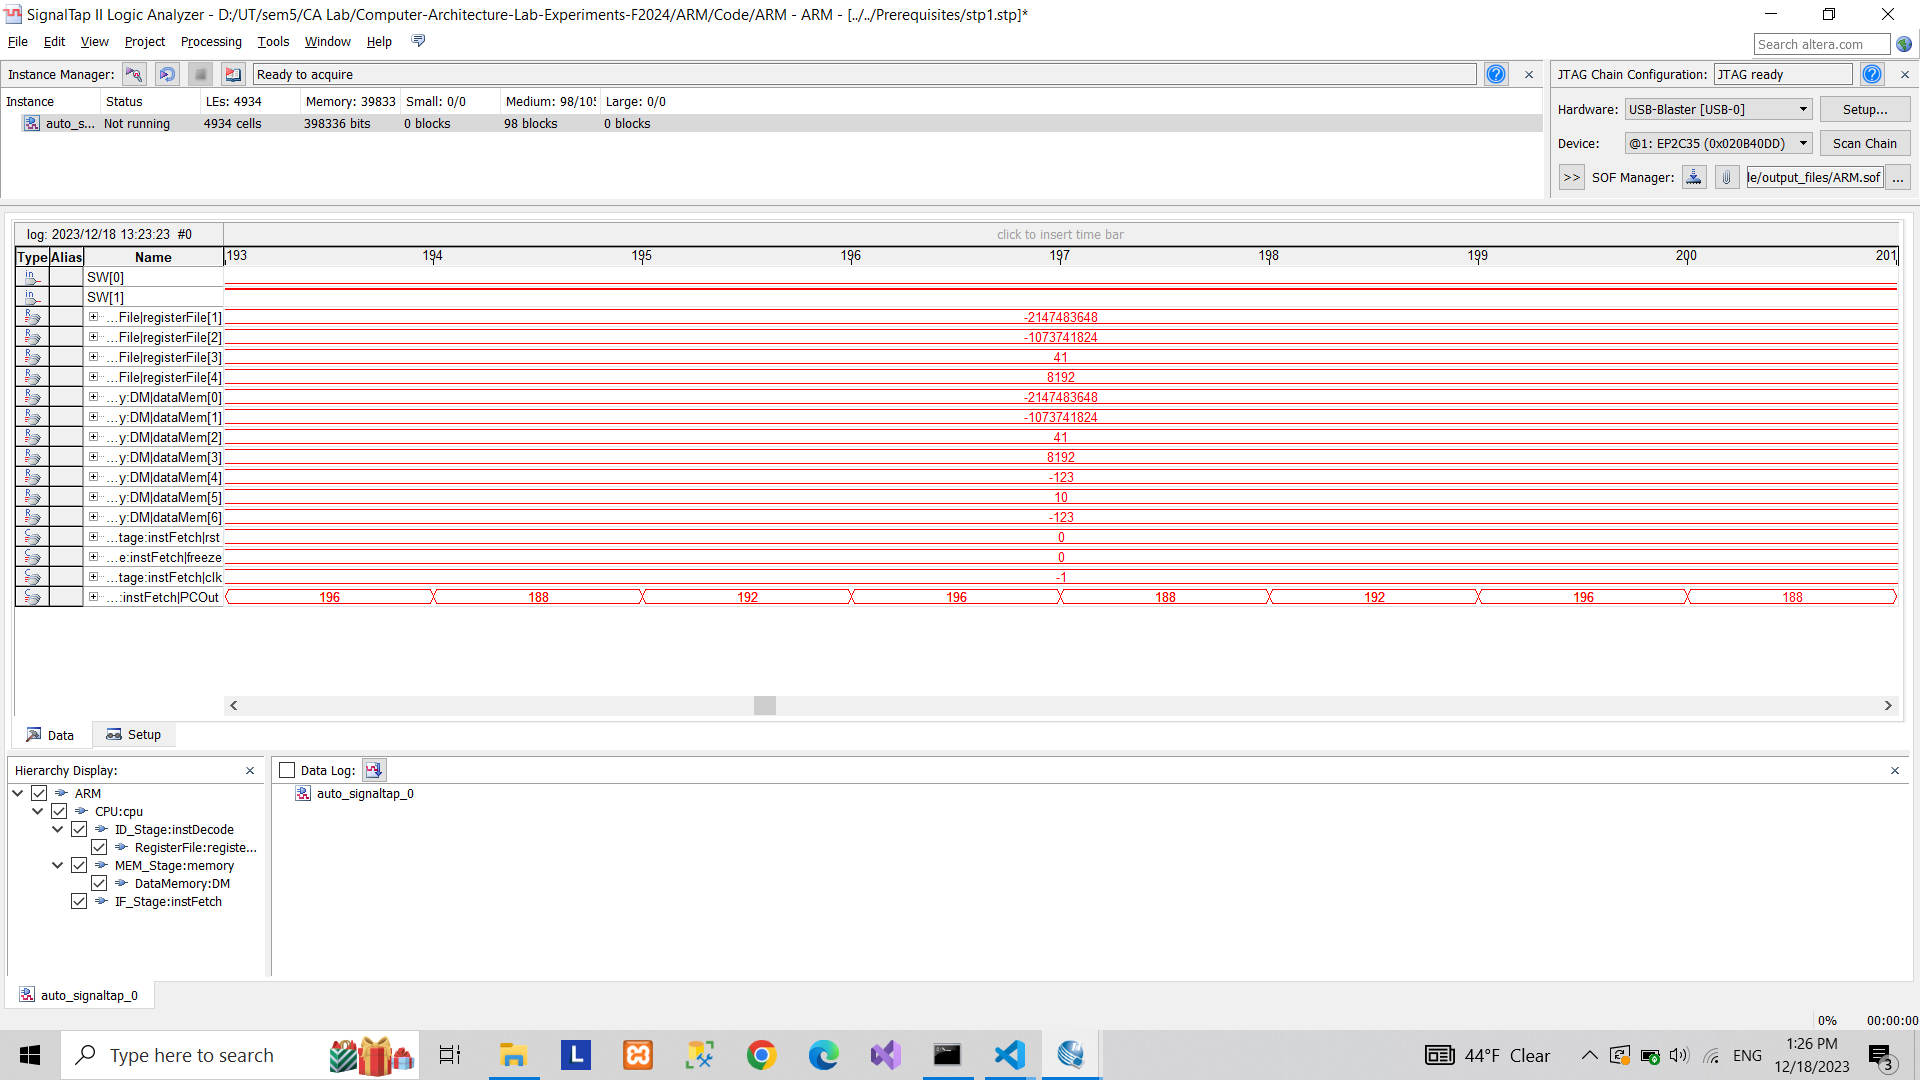 SignalTap II Logic Analyzer - D:/UT/sem5/CA Lab/Computer-Architecture-Lab-Experiments-F2024/ARM/Code/ARM - ARM - [../../Prerequisites/stp1.stp]*
File Edit View Project Processing Tools Window Help
Search altera.com
Instance Manager: Ready to acquire
JTAG Chain Configuration: JTAG ready
Instance Status LEs: 4934 Memory: 39833 Small: 0/0 Medium: 98/10 Large: 0/0
auto_s... Not running 4934 cells 398336 bits 0 blocks 98 blocks 0 blocks
Hardware: USB-Blaster [USB-0] Setup...
Device: @1: EP2C35 (0x020B40DD) Scan Chain
>> SOF Manager: le/output_files/ARM.sof ...
log: 2023/12/18 13:23:23 #0 click to insert time bar
Type Alias Name 193 194 195 196 197 198 199 200 201
in SW[0]
in SW[1]
R ...File|registerFile[1] -2147483648
R ...File|registerFile[2] -1073741824
R ...File|registerFile[3] 41
R ...File|registerFile[4] 8192
R ...y:DM|dataMem[0] -2147483648
R ...y:DM|dataMem[1] -1073741824
R ...y:DM|dataMem[2] 41
R ...y:DM|dataMem[3] 8192
R ...y:DM|dataMem[4] -123
R ...y:DM|dataMem[5] 10
R ...y:DM|dataMem[6] -123
C ...tage:instFetch|rst 0
C ...e:instFetch|freeze 0
C ...tage:instFetch|clk -1
C ...:instFetch|PCOut 196 188 192 196 188 192 196 188
Data Setup
Hierarchy Display:
ARM
CPU:cpu
ID_Stage:instDecode
RegisterFile:registe...
MEM_Stage:memory
DataMemory:DM
IF_Stage:instFetch
Data Log:
auto_signaltap_0
auto_signaltap_0
0% 00:00:00
Type here to search
L
44°F Clear
ENG
1:26 PM
12/18/2023
3